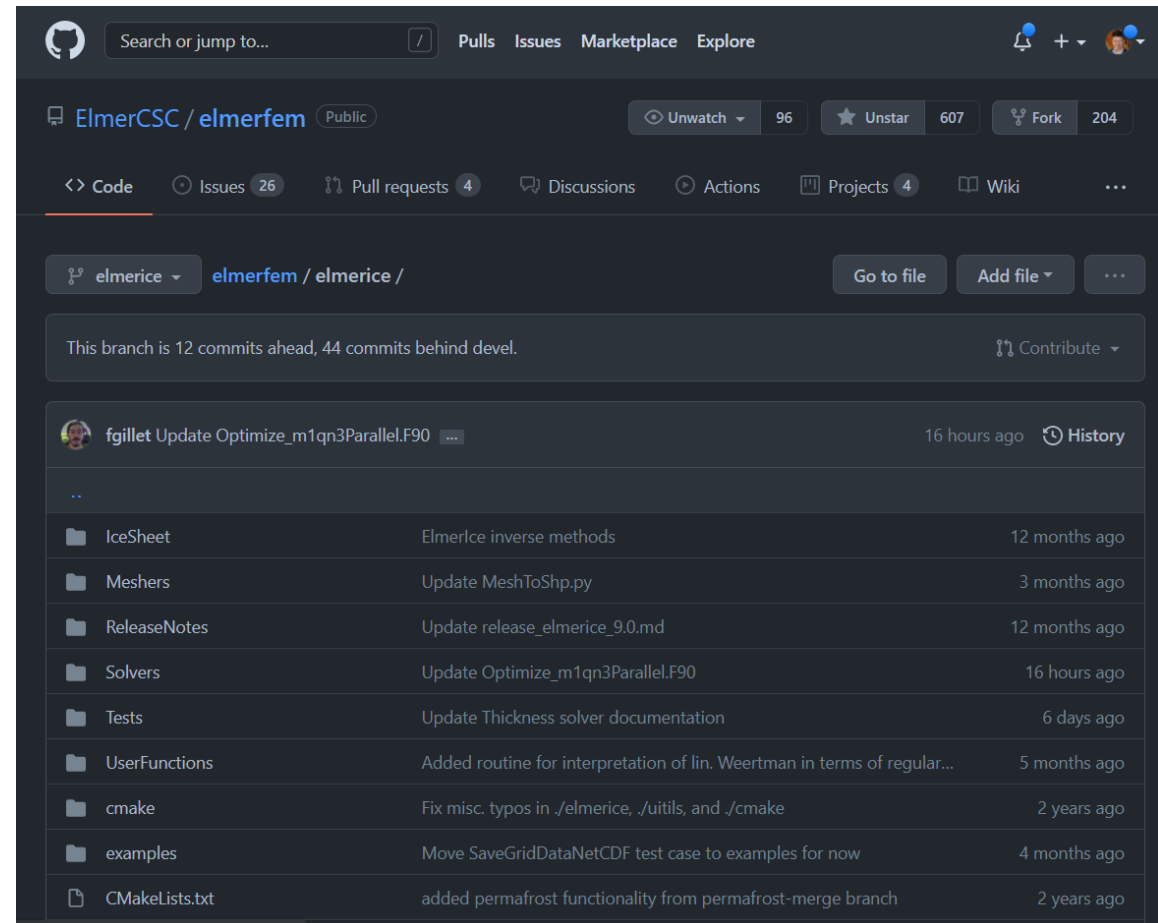 Search or jump to... / Pulls Issues Marketplace Explore
ElmerCSC / elmerfem Public Unwatch 96 Unstar 607 Fork 204
Code Issues 26 Pull requests 4 Discussions Actions Projects 4 Wiki ...
elmerice elmerfem / elmerice / Go to file Add file ...
This branch is 12 commits ahead, 44 commits behind devel. Contribute
fgillet Update Optimize_m1qn3Parallel.F90 ... 16 hours ago History
..
IceSheet ElmerIce inverse methods 12 months ago
Meshers Update MeshToShp.py 3 months ago
ReleaseNotes Update release_elmerice_9.0.md 12 months ago
Solvers Update Optimize_m1qn3Parallel.F90 16 hours ago
Tests Update Thickness solver documentation 6 days ago
UserFunctions Added routine for interpretation of lin. Weertman in terms of regular... 5 months ago
cmake Fix misc. typos in ./elmerice, ./uitils, and ./cmake 2 years ago
examples Move SaveGridDataNetCDF test case to examples for now 4 months ago
CMakeLists.txt added permafrost functionality from permafrost-merge branch 2 years ago